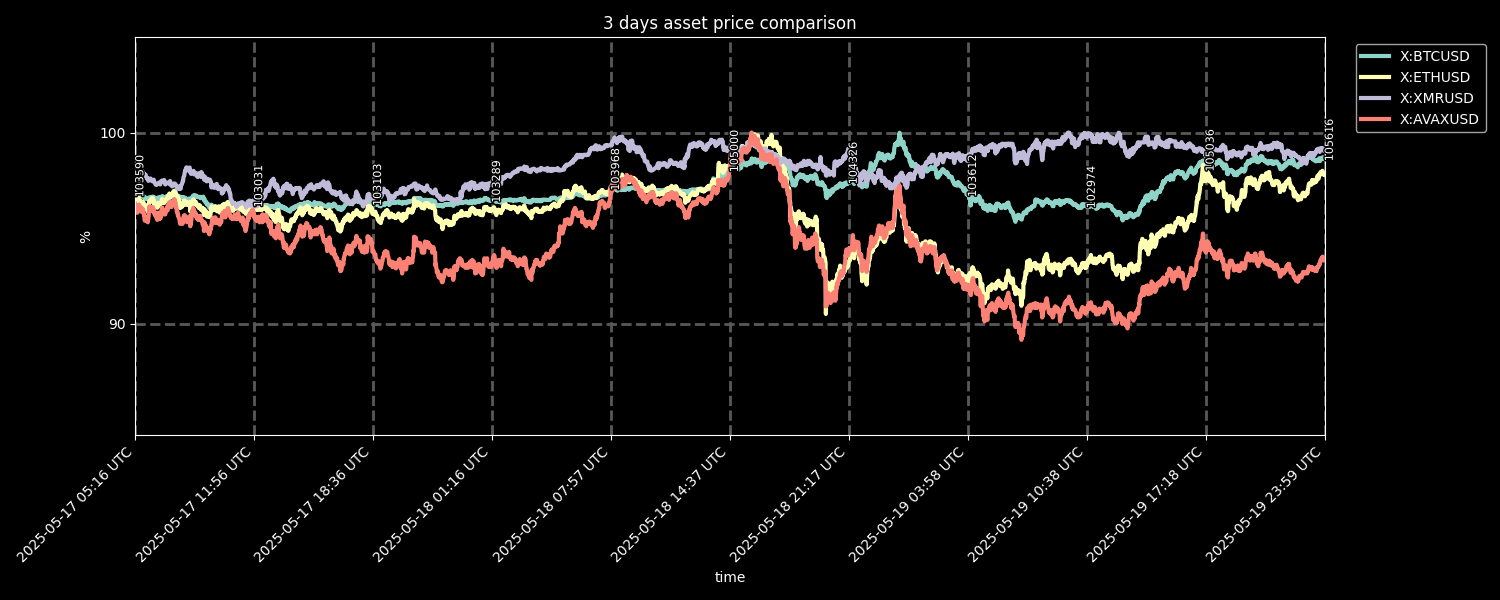 3 days asset price comparison
X:BTCUSD
X:ETHUSD
X:XMRUSD
X:AVAXUSD
100
90
%
103590
103031
103103
103289
103968
105000
104326
103612
102974
105036
105616
2025-05-17 05:16 UTC
2025-05-17 11:56 UTC
2025-05-17 18:36 UTC
2025-05-18 01:16 UTC
2025-05-18 07:57 UTC
2025-05-18 14:37 UTC
2025-05-18 21:17 UTC
2025-05-19 03:58 UTC
2025-05-19 10:38 UTC
2025-05-19 17:18 UTC
2025-05-19 23:59 UTC
time